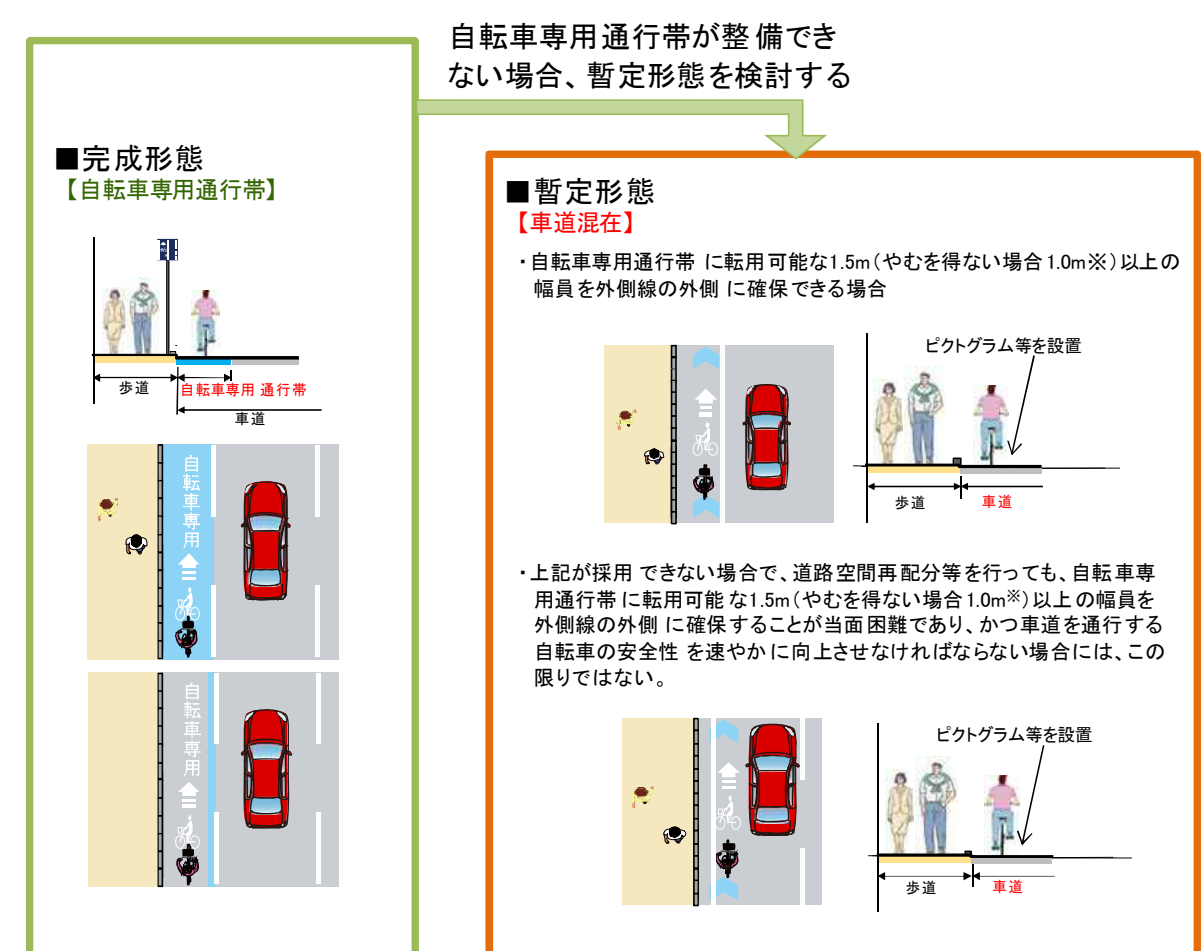 自転車専用通行帯が整備でき
ない場合、暫定形態を検討する
■完成形態
【自転車専用通行帯】
歩道
自転車専用通行帯
車道
自転車専用
自転車専用
■暫定形態
【車道混在】
・自転車専用通行帯に転用可能な1.5m（やむを得ない場合1.0m※）以上の
幅員を外側線の外側に確保できる場合
ピクトグラム等を設置
歩道
車道
・上記が採用できない場合で、道路空間再配分等を行っても、自転車専
用通行帯に転用可能な1.5m（やむを得ない場合1.0m※）以上の幅員を
外側線の外側に確保することが当面困難であり、かつ車道を通行する
自転車の安全性を速やかに向上させなければならない場合には、この
限りではない。
ピクトグラム等を設置
歩道
車道